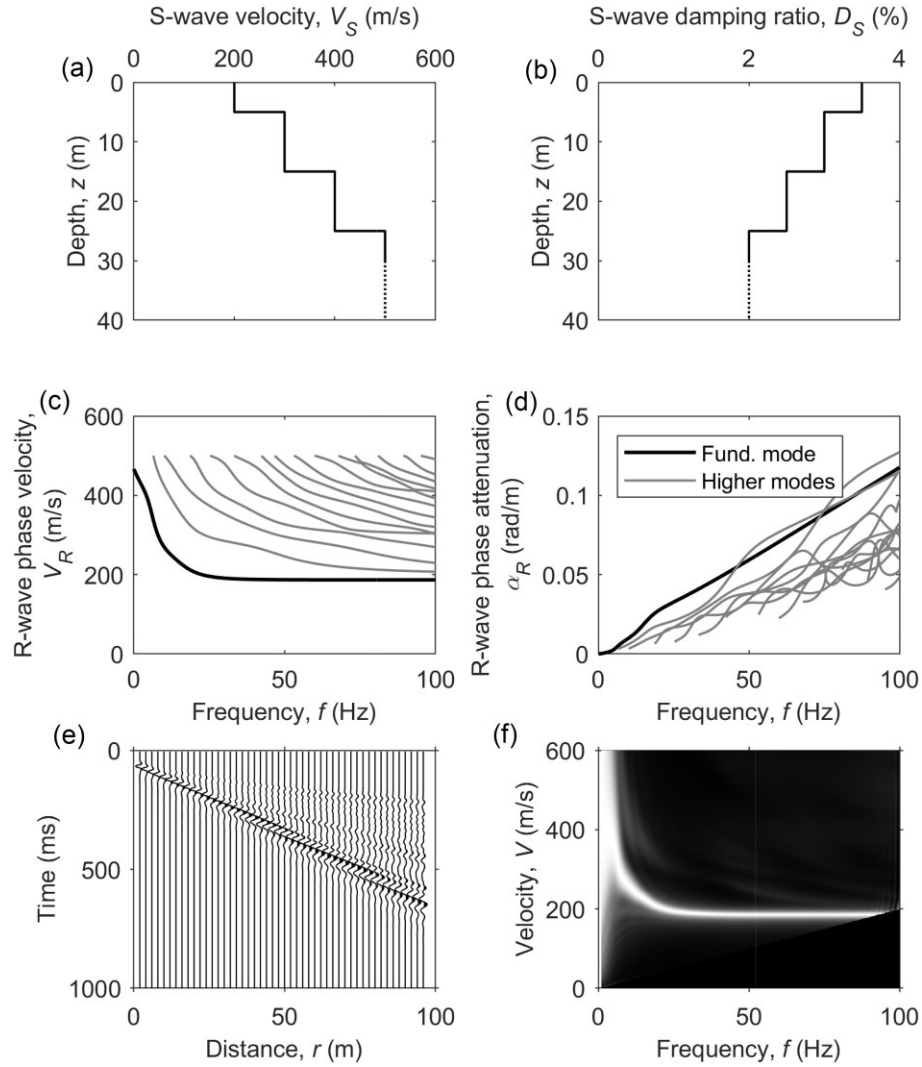 S-wave velocity, V_S (m/s)
0 200 400 600
(a)
0
10
20
30
40
Depth, z (m)
S-wave damping ratio, D_S (%)
0 2 4
(b)
0
10
20
30
40
Depth, z (m)
(c)
600
400
200
0
R-wave phase velocity,
V_R (m/s)
0 50 100
Frequency, f (Hz)
(d)
0.15
0.1
0.05
0
R-wave phase attenuation,
α_R (rad/m)
Fund. mode
Higher modes
0 50 100
Frequency, f (Hz)
(e)
0
500
1000
Time (ms)
0 50 100
Distance, r (m)
(f)
600
400
200
0
Velocity, V (m/s)
0 50 100
Frequency, f (Hz)